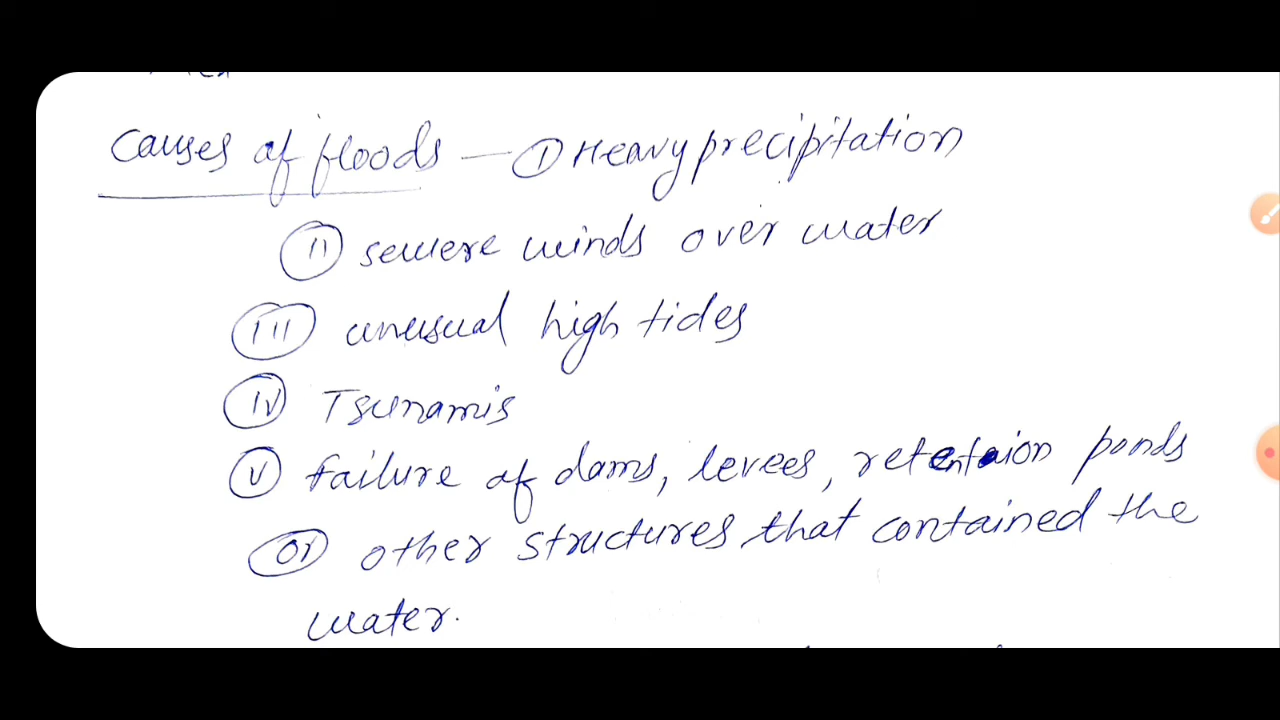 Causes of floods — (I) Heavy precipitation
(II) severe winds over water
(III) unusual high tides
(IV) Tsunamis
(V) failure of dams, levees, retention ponds
(or) other structures that contained the
water.